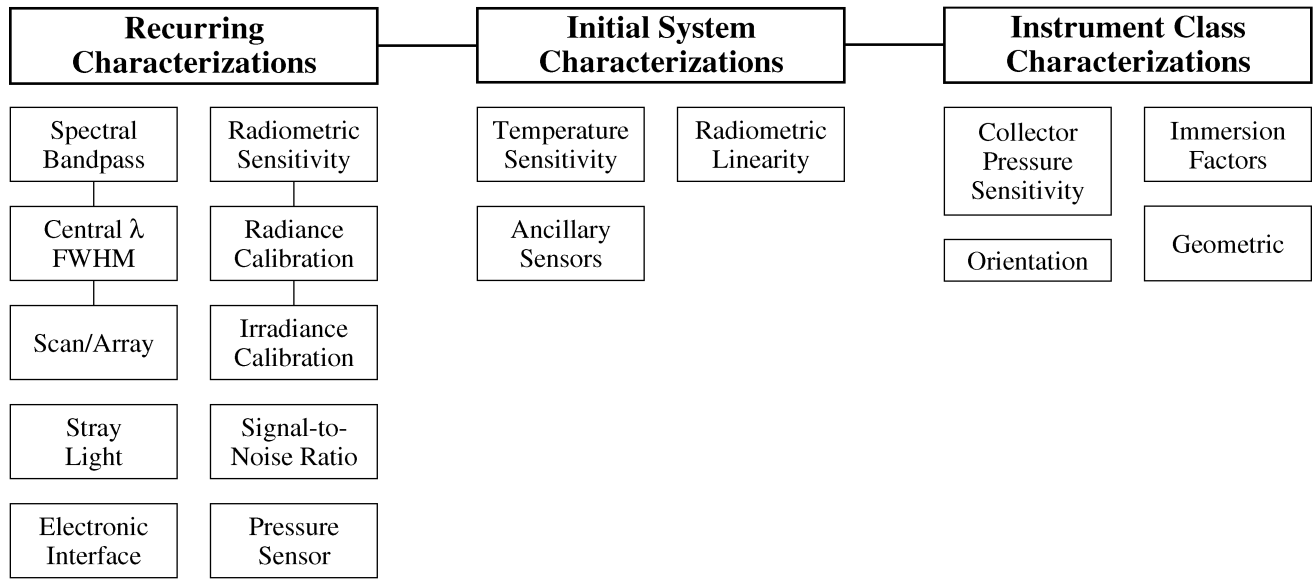 Recurring
Characterizations
Initial System
Characterizations
Instrument Class
Characterizations
Spectral
Bandpass
Radiometric
Sensitivity
Temperature
Sensitivity
Radiometric
Linearity
Collector
Pressure
Sensitivity
Immersion
Factors
Central λ
FWHM
Radiance
Calibration
Ancillary
Sensors
Orientation
Geometric
Scan/Array
Irradiance
Calibration
Stray
Light
Signal-to-
Noise Ratio
Electronic
Interface
Pressure
Sensor